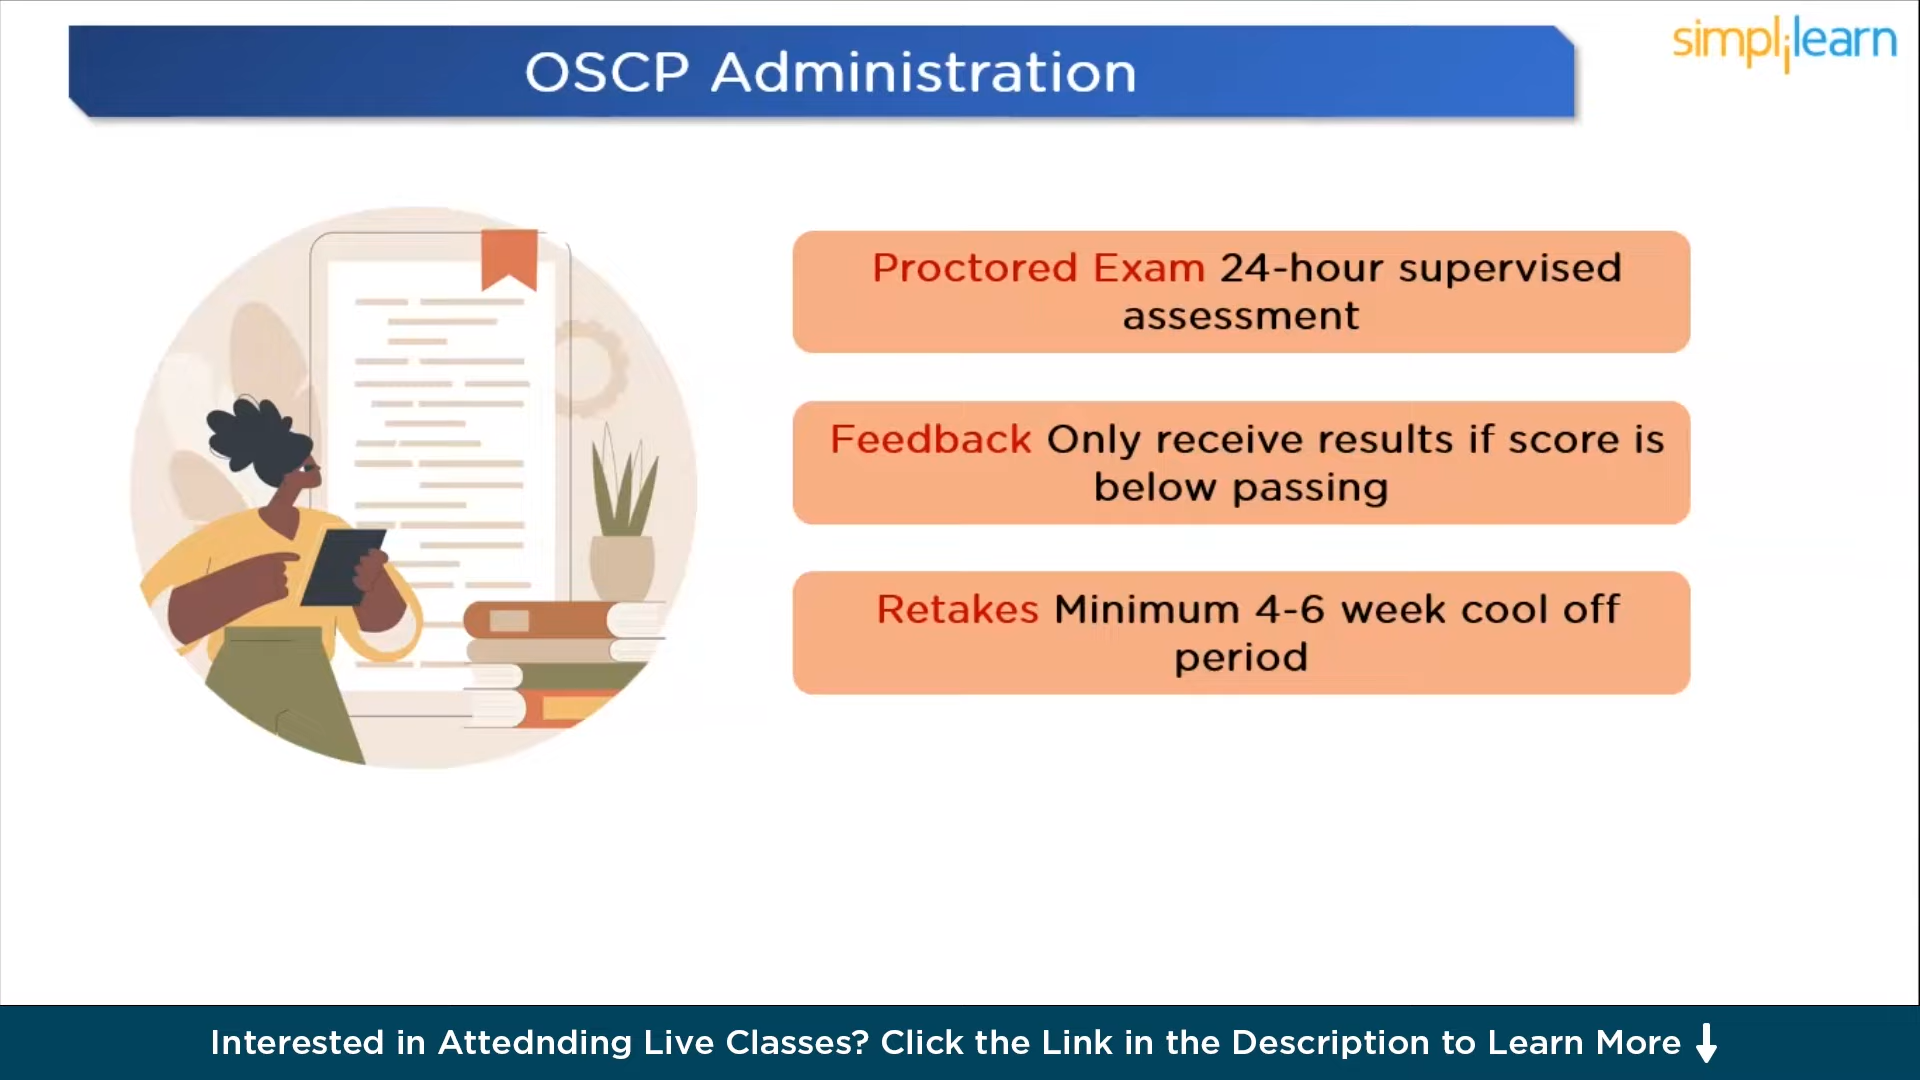 OSCP Administration
simplilearn
Proctored Exam 24-hour supervised
assessment
Feedback Only receive results if score is
below passing
Retakes Minimum 4-6 week cool off
period
Interested in Attednding Live Classes? Click the Link in the Description to Learn More